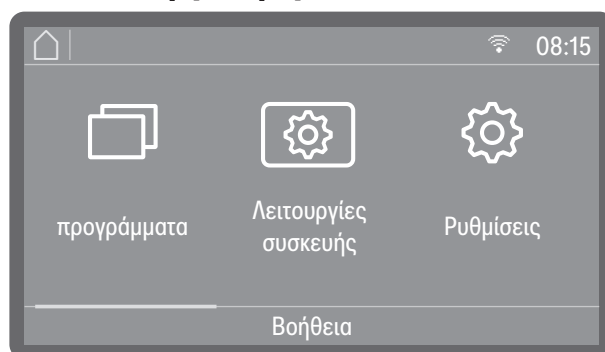 08:15
προγράμματα
Λειτουργίες
συσκευής
Ρυθμίσεις
Βοήθεια